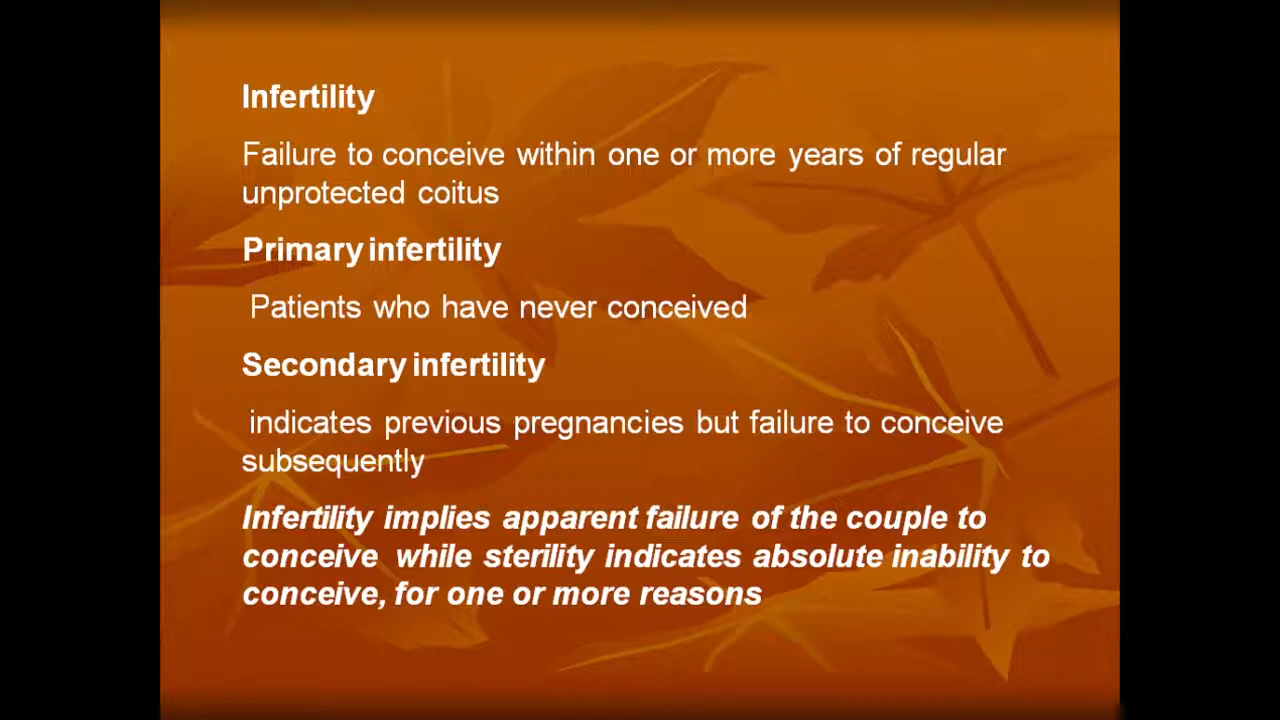 Infertility
Failure to conceive within one or more years of regular
unprotected coitus
Primary infertility
Patients who have never conceived
Secondary infertility
indicates previous pregnancies but failure to conceive
subsequently
Infertility implies apparent failure of the couple to
conceive while sterility indicates absolute inability to
conceive, for one or more reasons